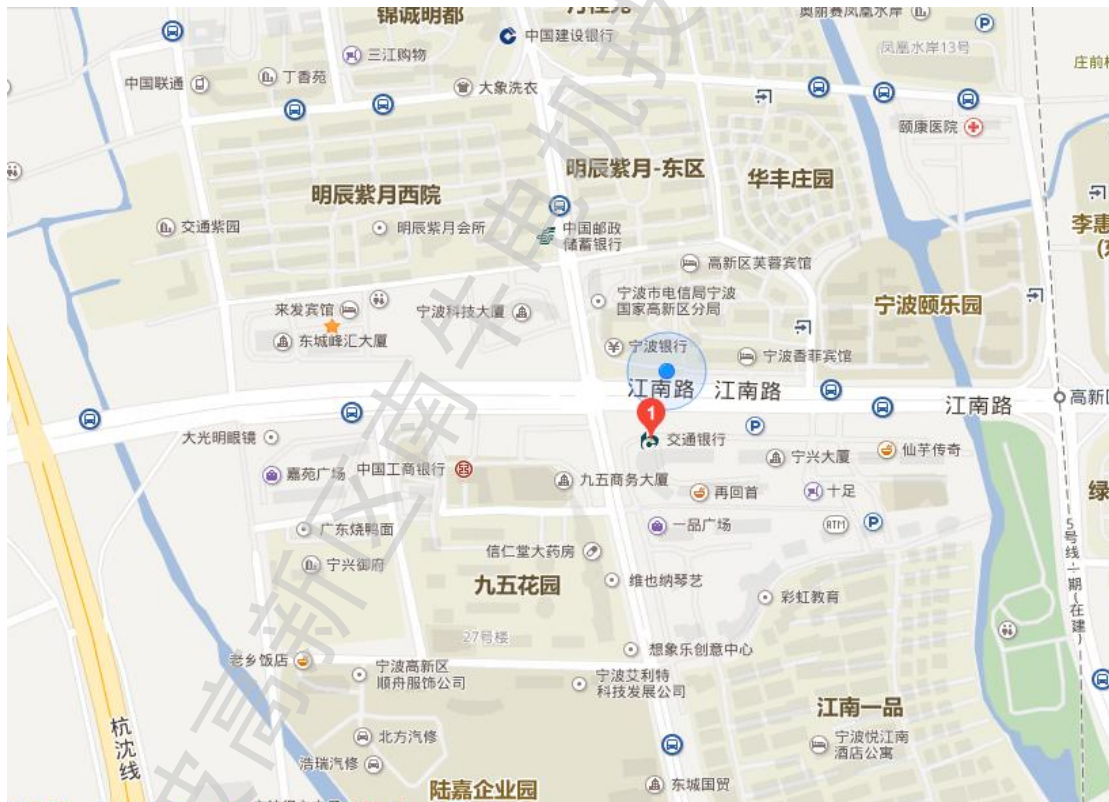 锦诚明都
奥丽赛凤凰水岸
中国建设银行
凤凰水岸13号
三江购物
中国联通
丁香苑
大象洗衣
颐康医院
明辰紫月-东区
华丰庄园
明辰紫月西院
交通紫园
明辰紫月会所
中国邮政
储蓄银行
高新区芙蓉宾馆
宁波市电信局宁波
国家高新区分局
宁波颐乐园
来发宾馆
宁波科技大厦
东城峰汇大厦
¥
宁波银行
宁波香菲宾馆
江南路
江南路
江南路
1
大光明眼镜
交通银行
嘉苑广场
中国工商银行
宁兴大厦
仙芋传奇
九五商务大厦
再回首
十足
一品广场
ATM
P
P
P
广东烧鸭面
信仁堂大药房
宁兴御府
九五花园
维也纳琴艺
彩虹教育
5号线一期(在建)
27号楼
想象乐创意中心
老乡饭店
宁波高新区
顺舟服饰公司
宁波艾利特
科技发展公司
江南一品
杭沈线
北方汽修
宁波悦江南
酒店公寓
浩瑞汽修
陆嘉企业园
东城国贸
波高新区南牛电机技